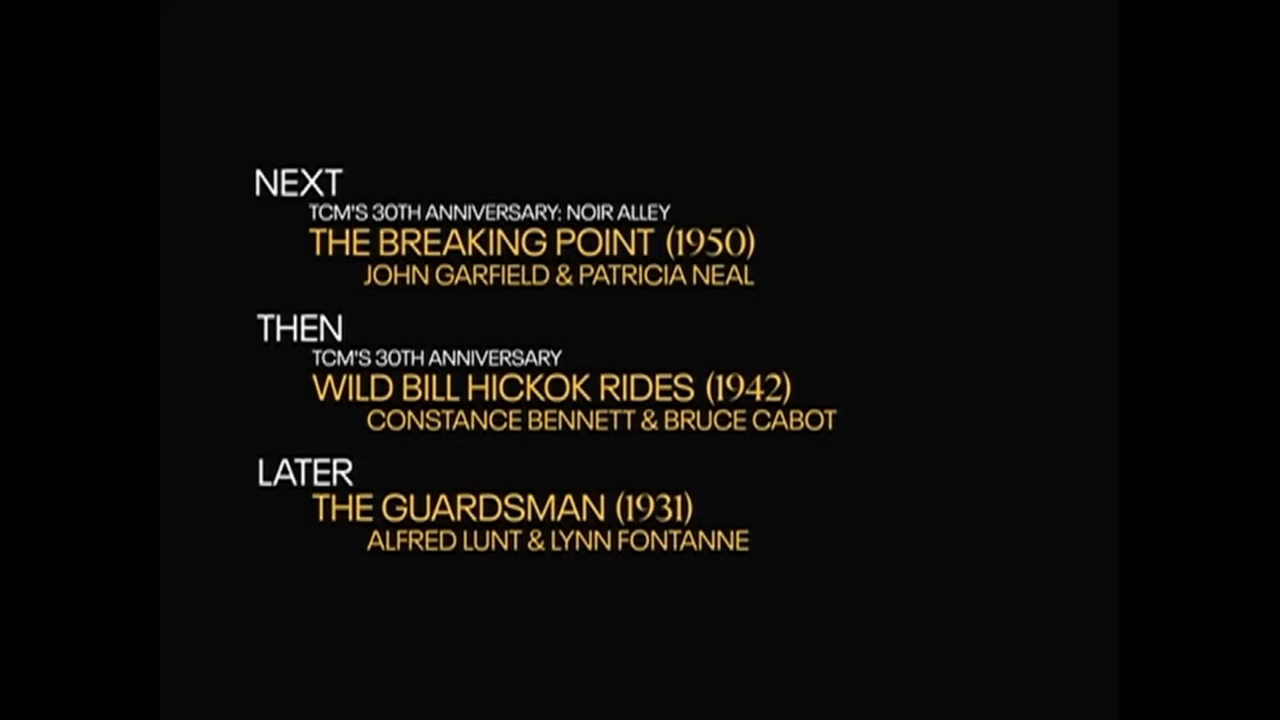 NEXT
TCM'S 30TH ANNIVERSARY: NOIR ALLEY
THE BREAKING POINT (1950)
JOHN GARFIELD & PATRICIA NEAL
THEN
TCM'S 30TH ANNIVERSARY
WILD BILL HICKOK RIDES (1942)
CONSTANCE BENNETT & BRUCE CABOT
LATER
THE GUARDSMAN (1931)
ALFRED LUNT & LYNN FONTANNE